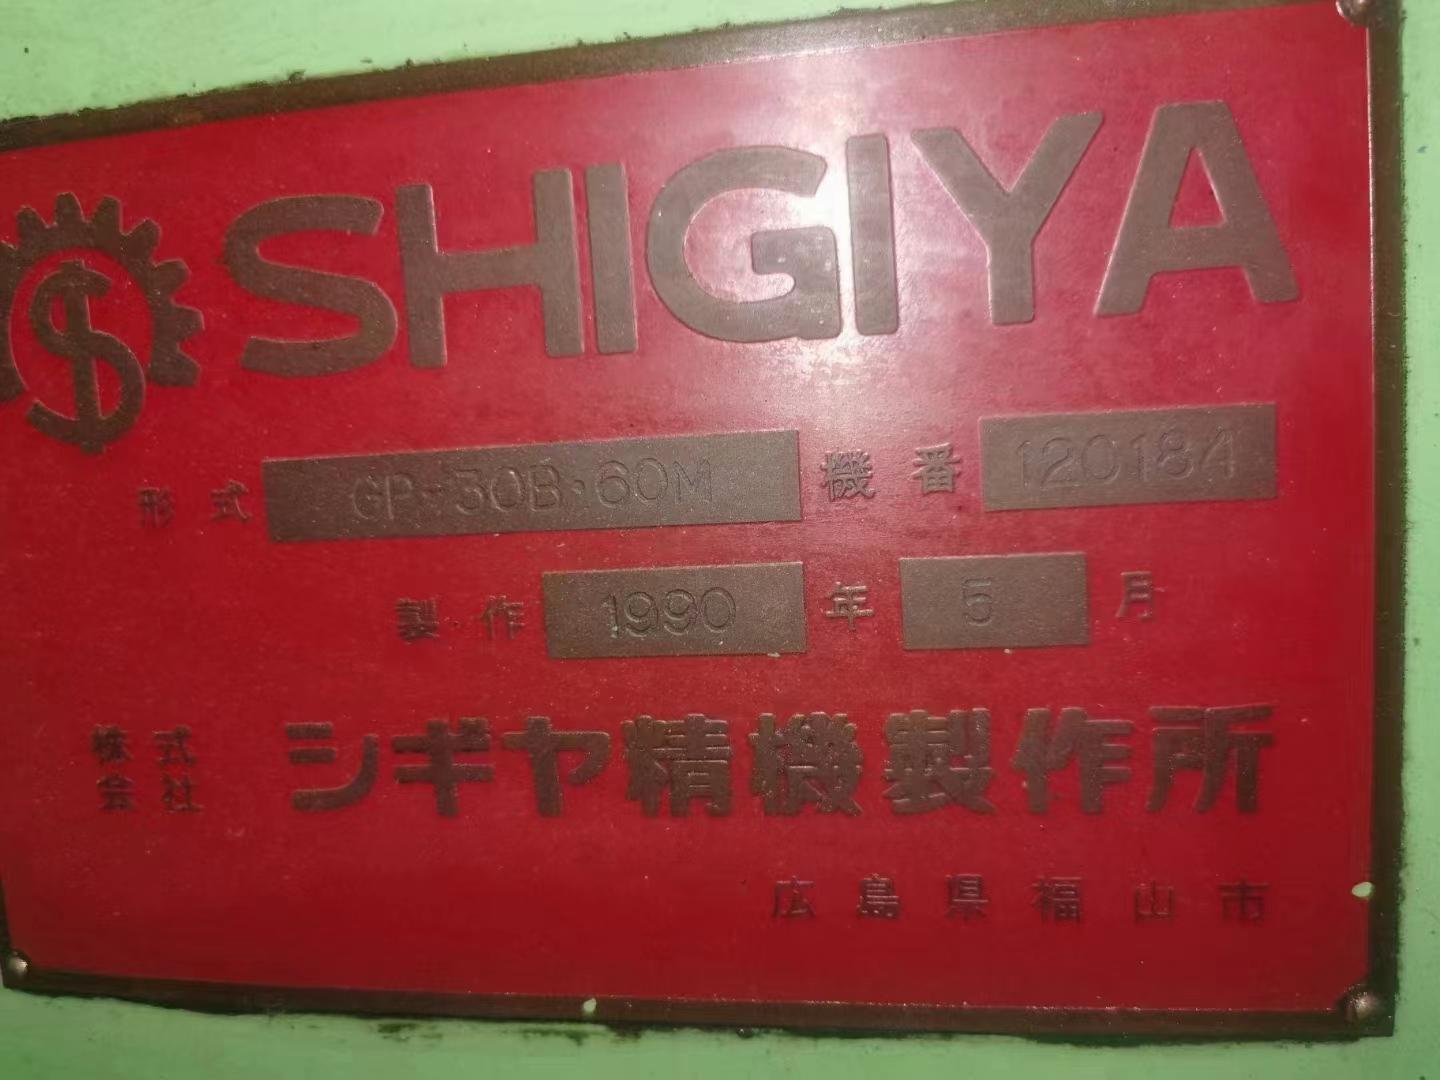 SHIGIYA
形式 GP-30B・60M 機番 120184
製作 1990 年 5 月
株式会社 シギヤ精機製作所
広島県福山市